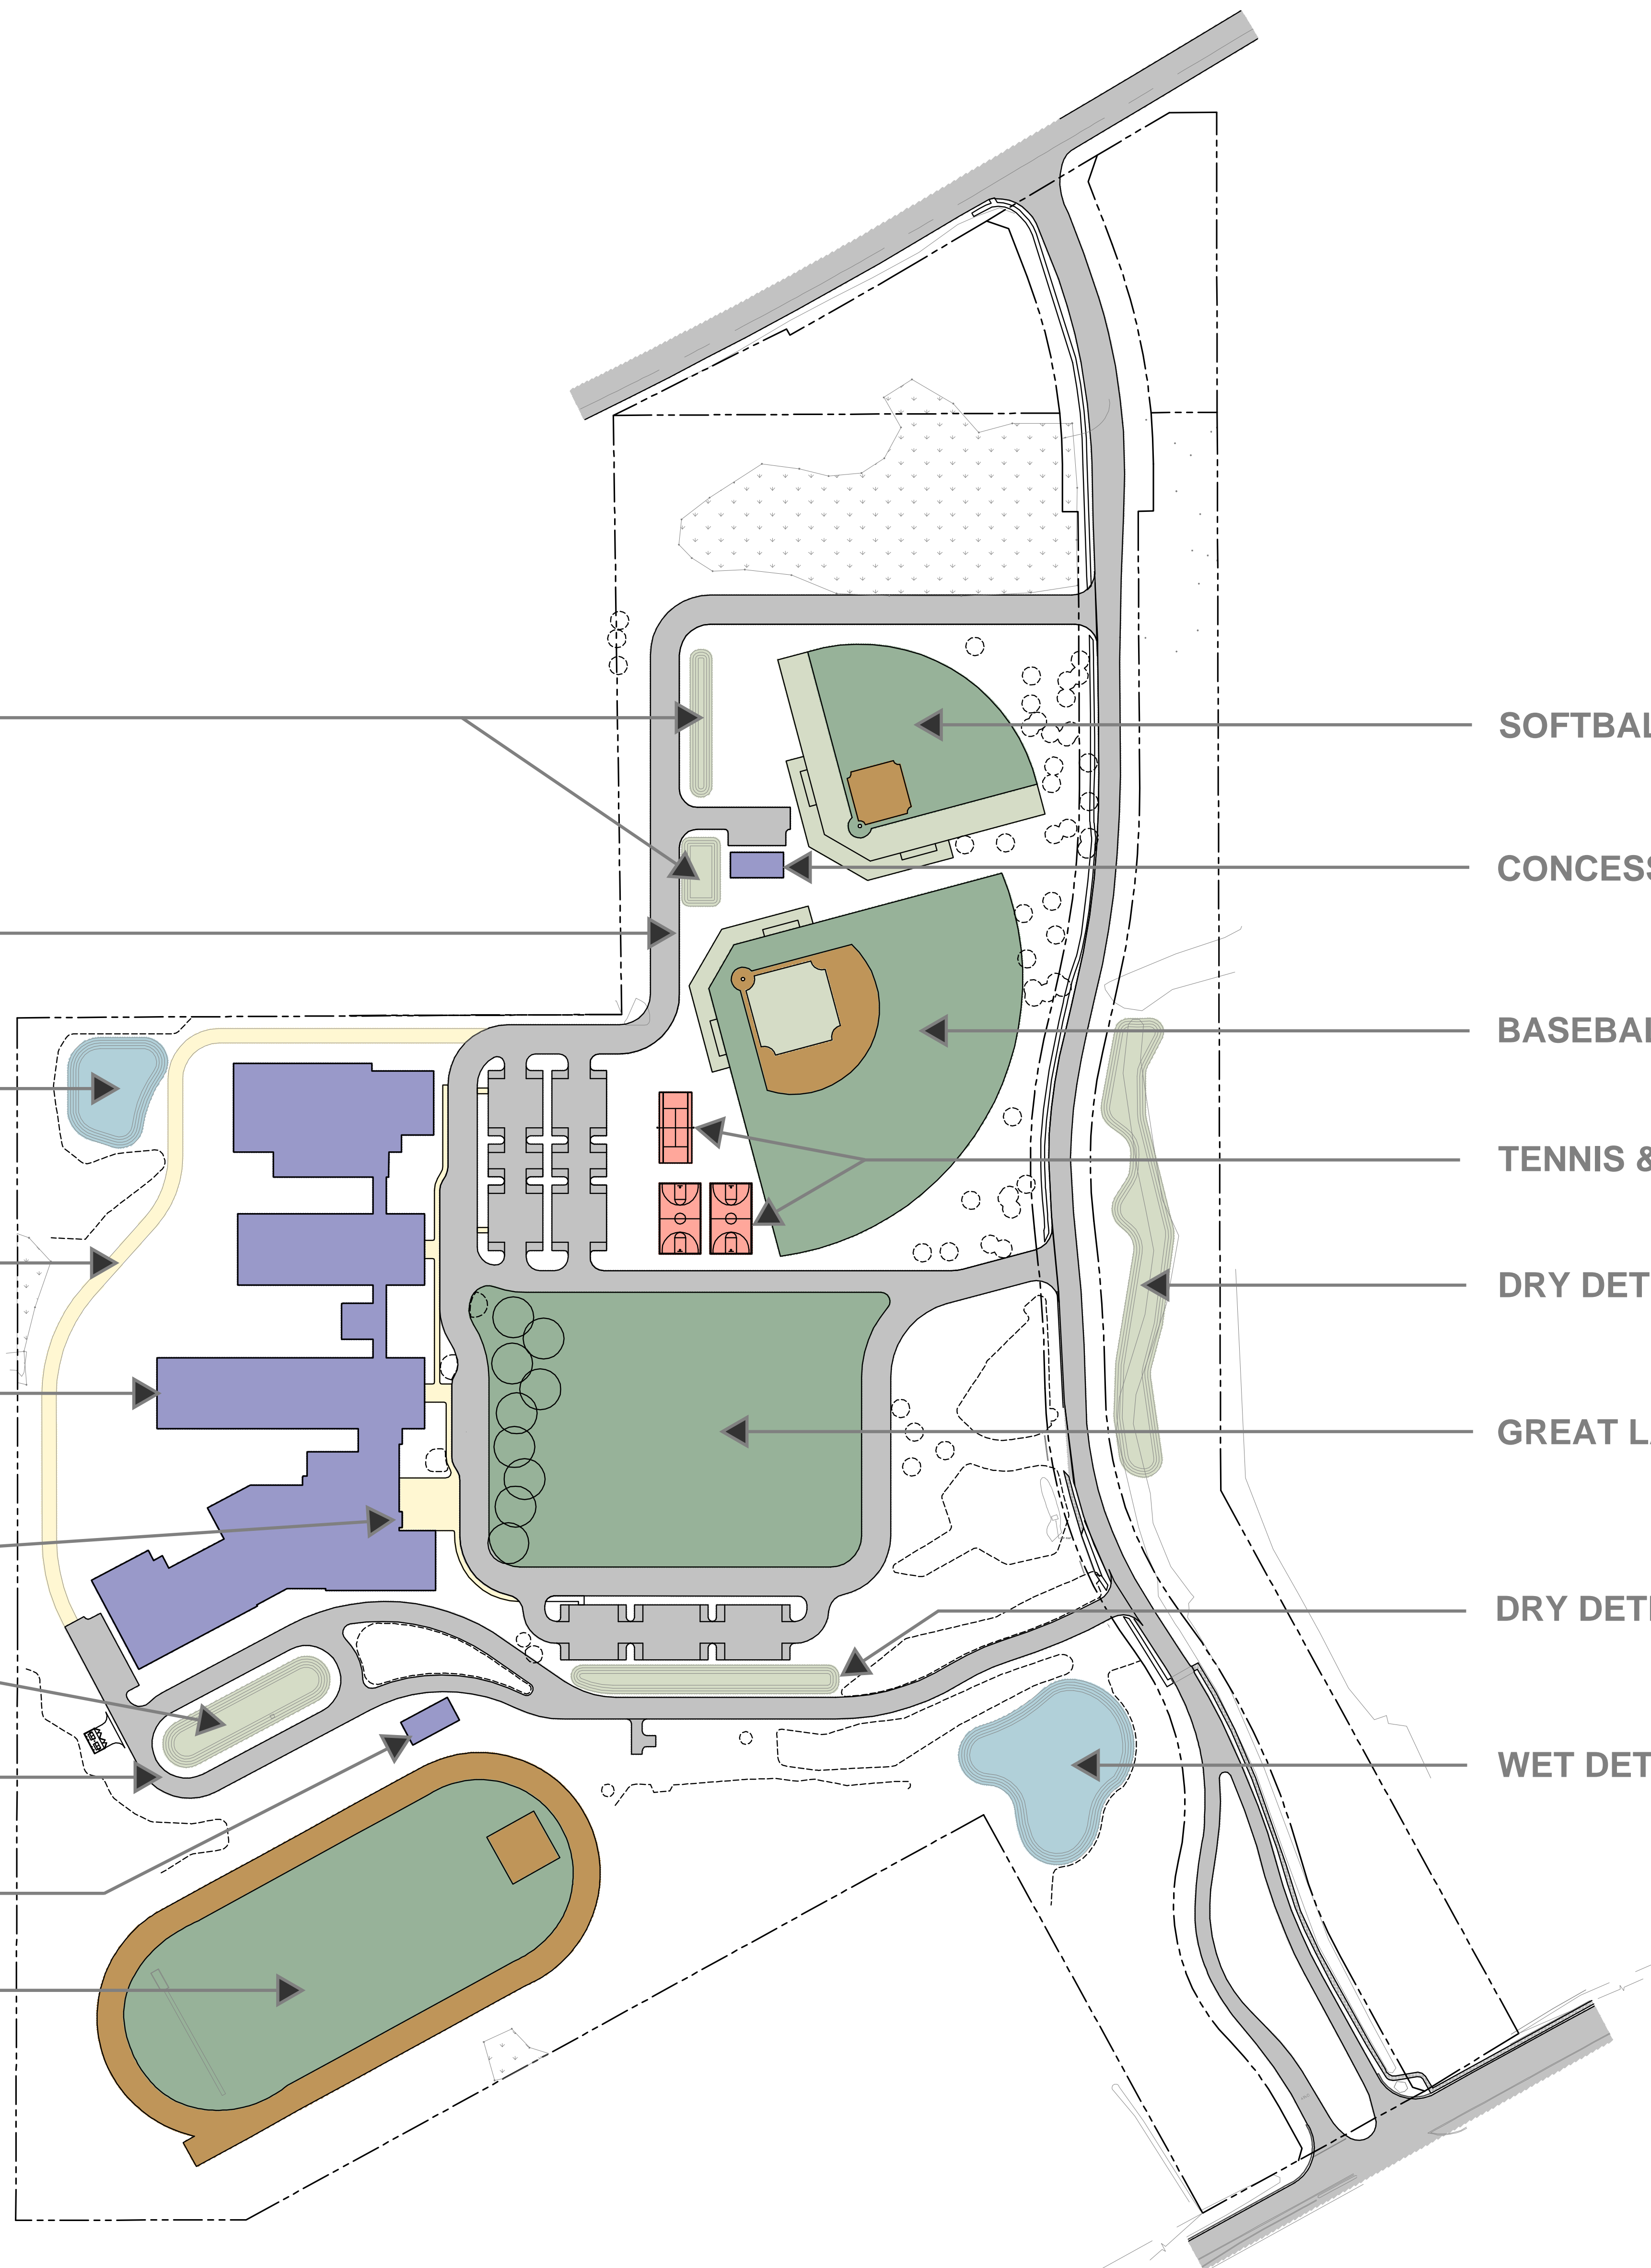 SOFTBAL
CONCESS
BASEBAL
TENNIS &
DRY DET
GREAT L
DRY DET
WET DET